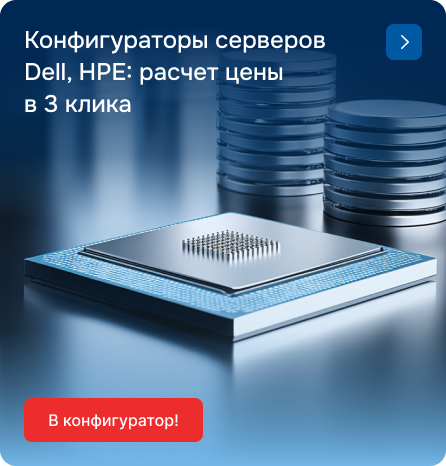 Конфигураторы серверов
Dell, HPE: расчет цены
в 3 клика
В конфигуратор!